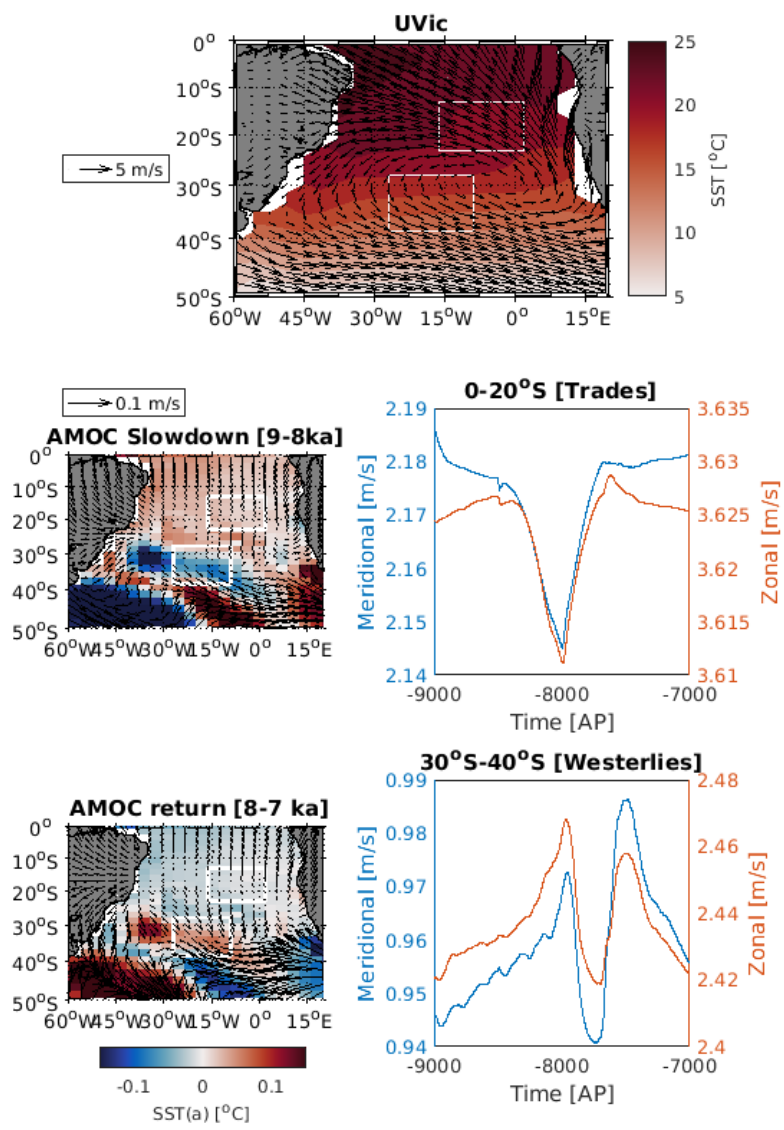 UVic
0°
10°S
20°S
30°S
40°S
50°S
60°W 45°W 30°W 15°W 0° 15°E
5 m/s
25
20
15
10
5
SST [°C]
0.1 m/s
AMOC Slowdown [9-8ka]
0°
10°S
20°S
30°S
40°S
50°S
60°W45°W30°W15°W 0° 15°E
0-20°S [Trades]
2.19
2.18
2.17
2.16
2.15
2.14
Meridional [m/s]
3.635
3.63
3.625
3.62
3.615
3.61
Zonal [m/s]
-9000 -8000 -7000
Time [AP]
AMOC return [8-7 ka]
0°
10°S
20°S
30°S
40°S
50°S
60°W45°W30°W15°W 0° 15°E
-0.1 0 0.1
SST(a) [°C]
30°S-40°S [Westerlies]
0.99
0.98
0.97
0.96
0.95
0.94
Meridional [m/s]
2.48
2.46
2.44
2.42
2.4
Zonal [m/s]
-9000 -8000 -7000
Time [AP]